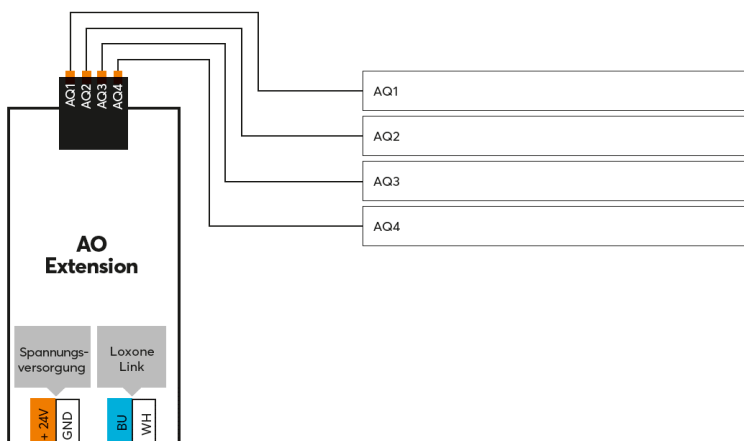 AQ1
AQ2
AQ3
AQ4
AQ1
AQ2
AQ3
AQ4
AO
Extension
Spannungs-
versorgung
Loxone
Link
+ 24V
GND
BU
WH